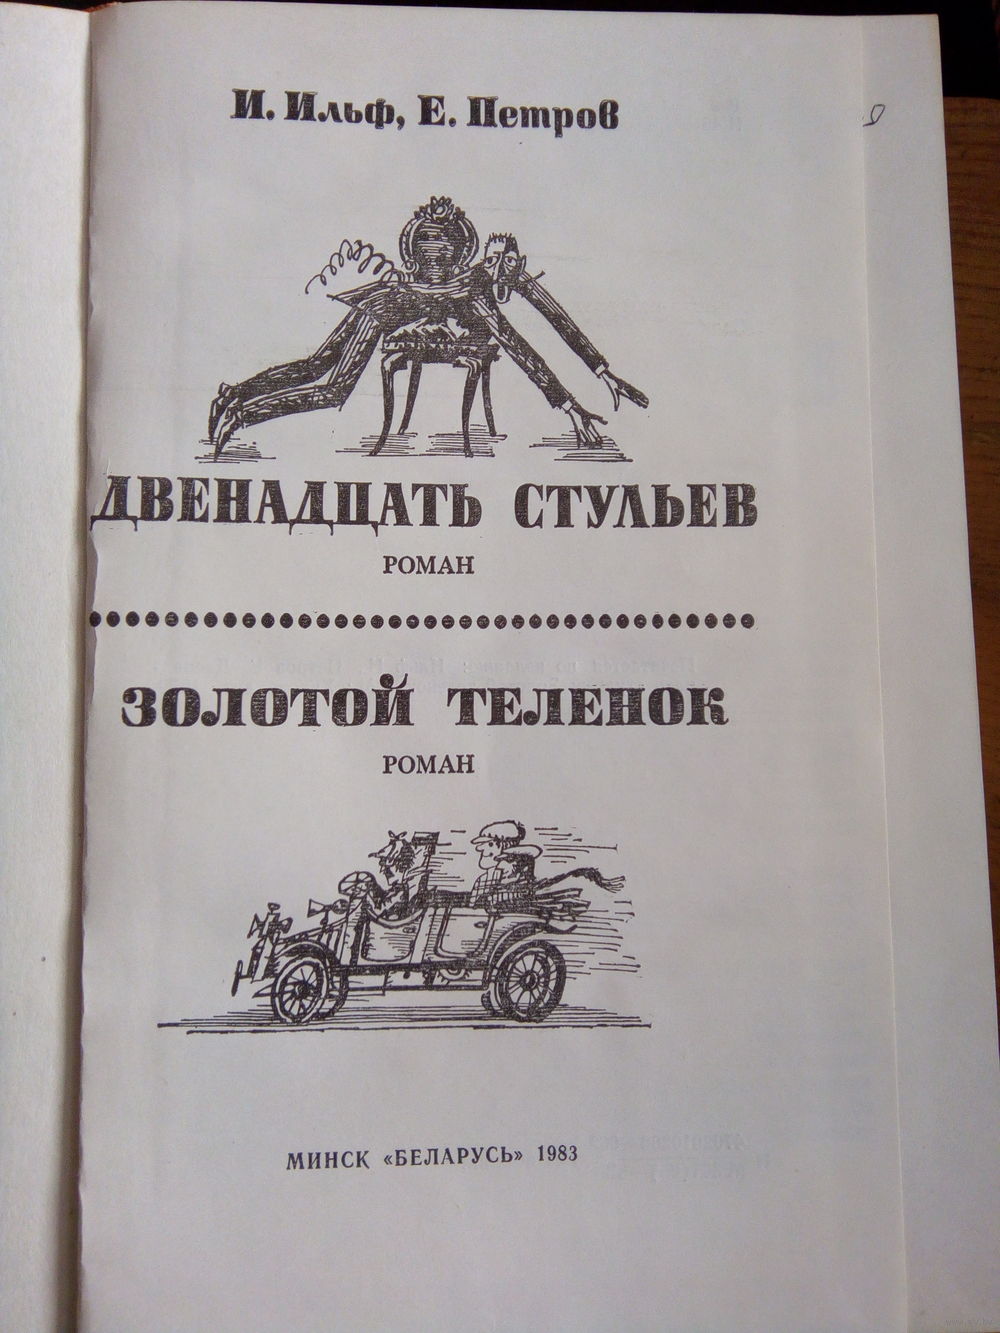 И. Ильф, Е. Петров
ДВЕНАДЦАТЬ СТУЛЬЕВ
РОМАН
ЗОЛОТОЙ ТЕЛЕНОК
РОМАН
МИНСК «БЕЛАРУСЬ» 1983